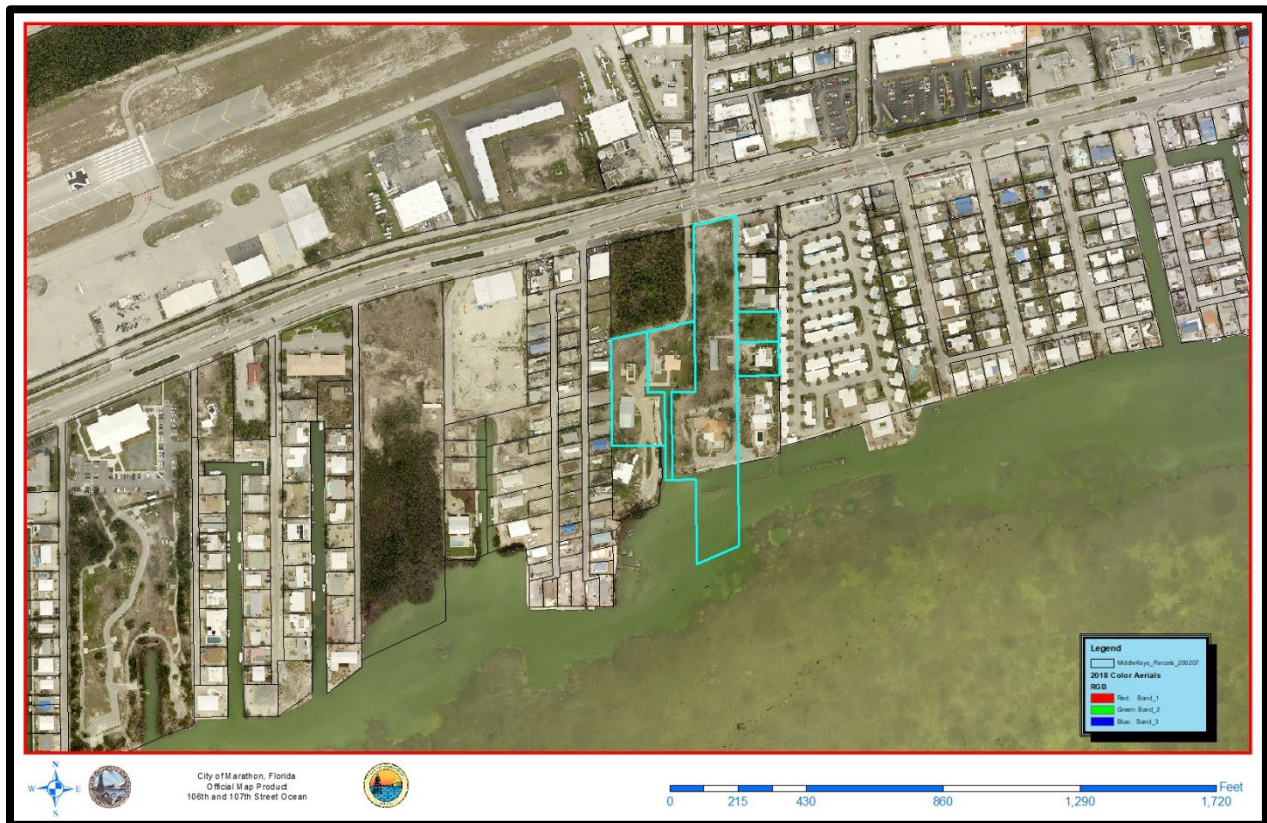 Legend
MiddleKeys_Parcels_200207
2018 Color Aerials
RGB
Red: Band_1
Green: Band_2
Blue: Band_3
N
W
E
S
City of Marathon, Florida
Official Map Product
106th and 107th Street Ocean
Feet
0 215 430 860 1,290 1,720